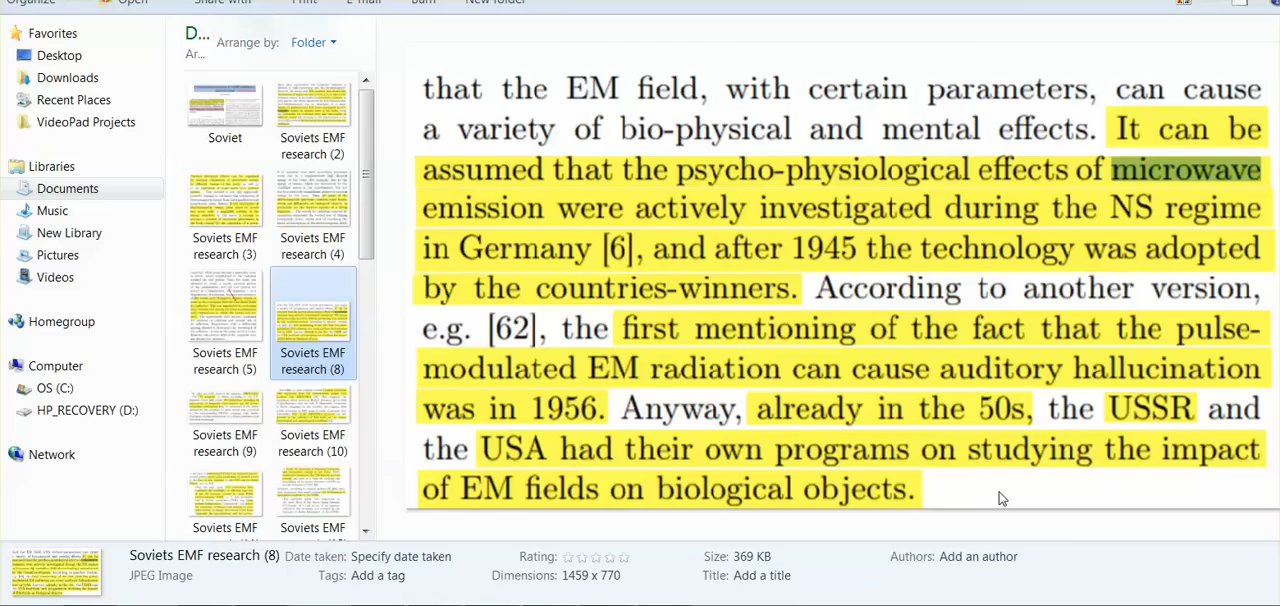 Organize
Open
Share with
Print
E-mail
Burn
New folder
Favorites
Desktop
Downloads
Recent Places
VideoPad Projects
Libraries
Documents
Music
New Library
Pictures
Videos
Homegroup
Computer
OS (C:)
HP_RECOVERY (D:)
Network
D...
Ar...
Arrange by: Folder
Soviet
Soviets EMF
research (2)
Soviets EMF
research (3)
Soviets EMF
research (4)
Soviets EMF
research (5)
Soviets EMF
research (8)
Soviets EMF
research (9)
Soviets EMF
research (10)
Soviets EMF
Soviets EMF
that the EM field, with certain parameters, can cause
a variety of bio-physical and mental effects. It can be
assumed that the psycho-physiological effects of microwave
emission were actively investigated during the NS regime
in Germany [6], and after 1945 the technology was adopted
by the countries-winners. According to another version,
e.g. [62], the first mentioning of the fact that the pulse-
modulated EM radiation can cause auditory hallucination
was in 1956. Anyway, already in the 50s, the USSR and
the USA had their own programs on studying the impact
of EM fields on biological objects.
Soviets EMF research (8) Date taken: Specify date taken Rating: Size: 369 KB Authors: Add an author
JPEG Image Tags: Add a tag Dimensions: 1459 x 770 Title: Add a title